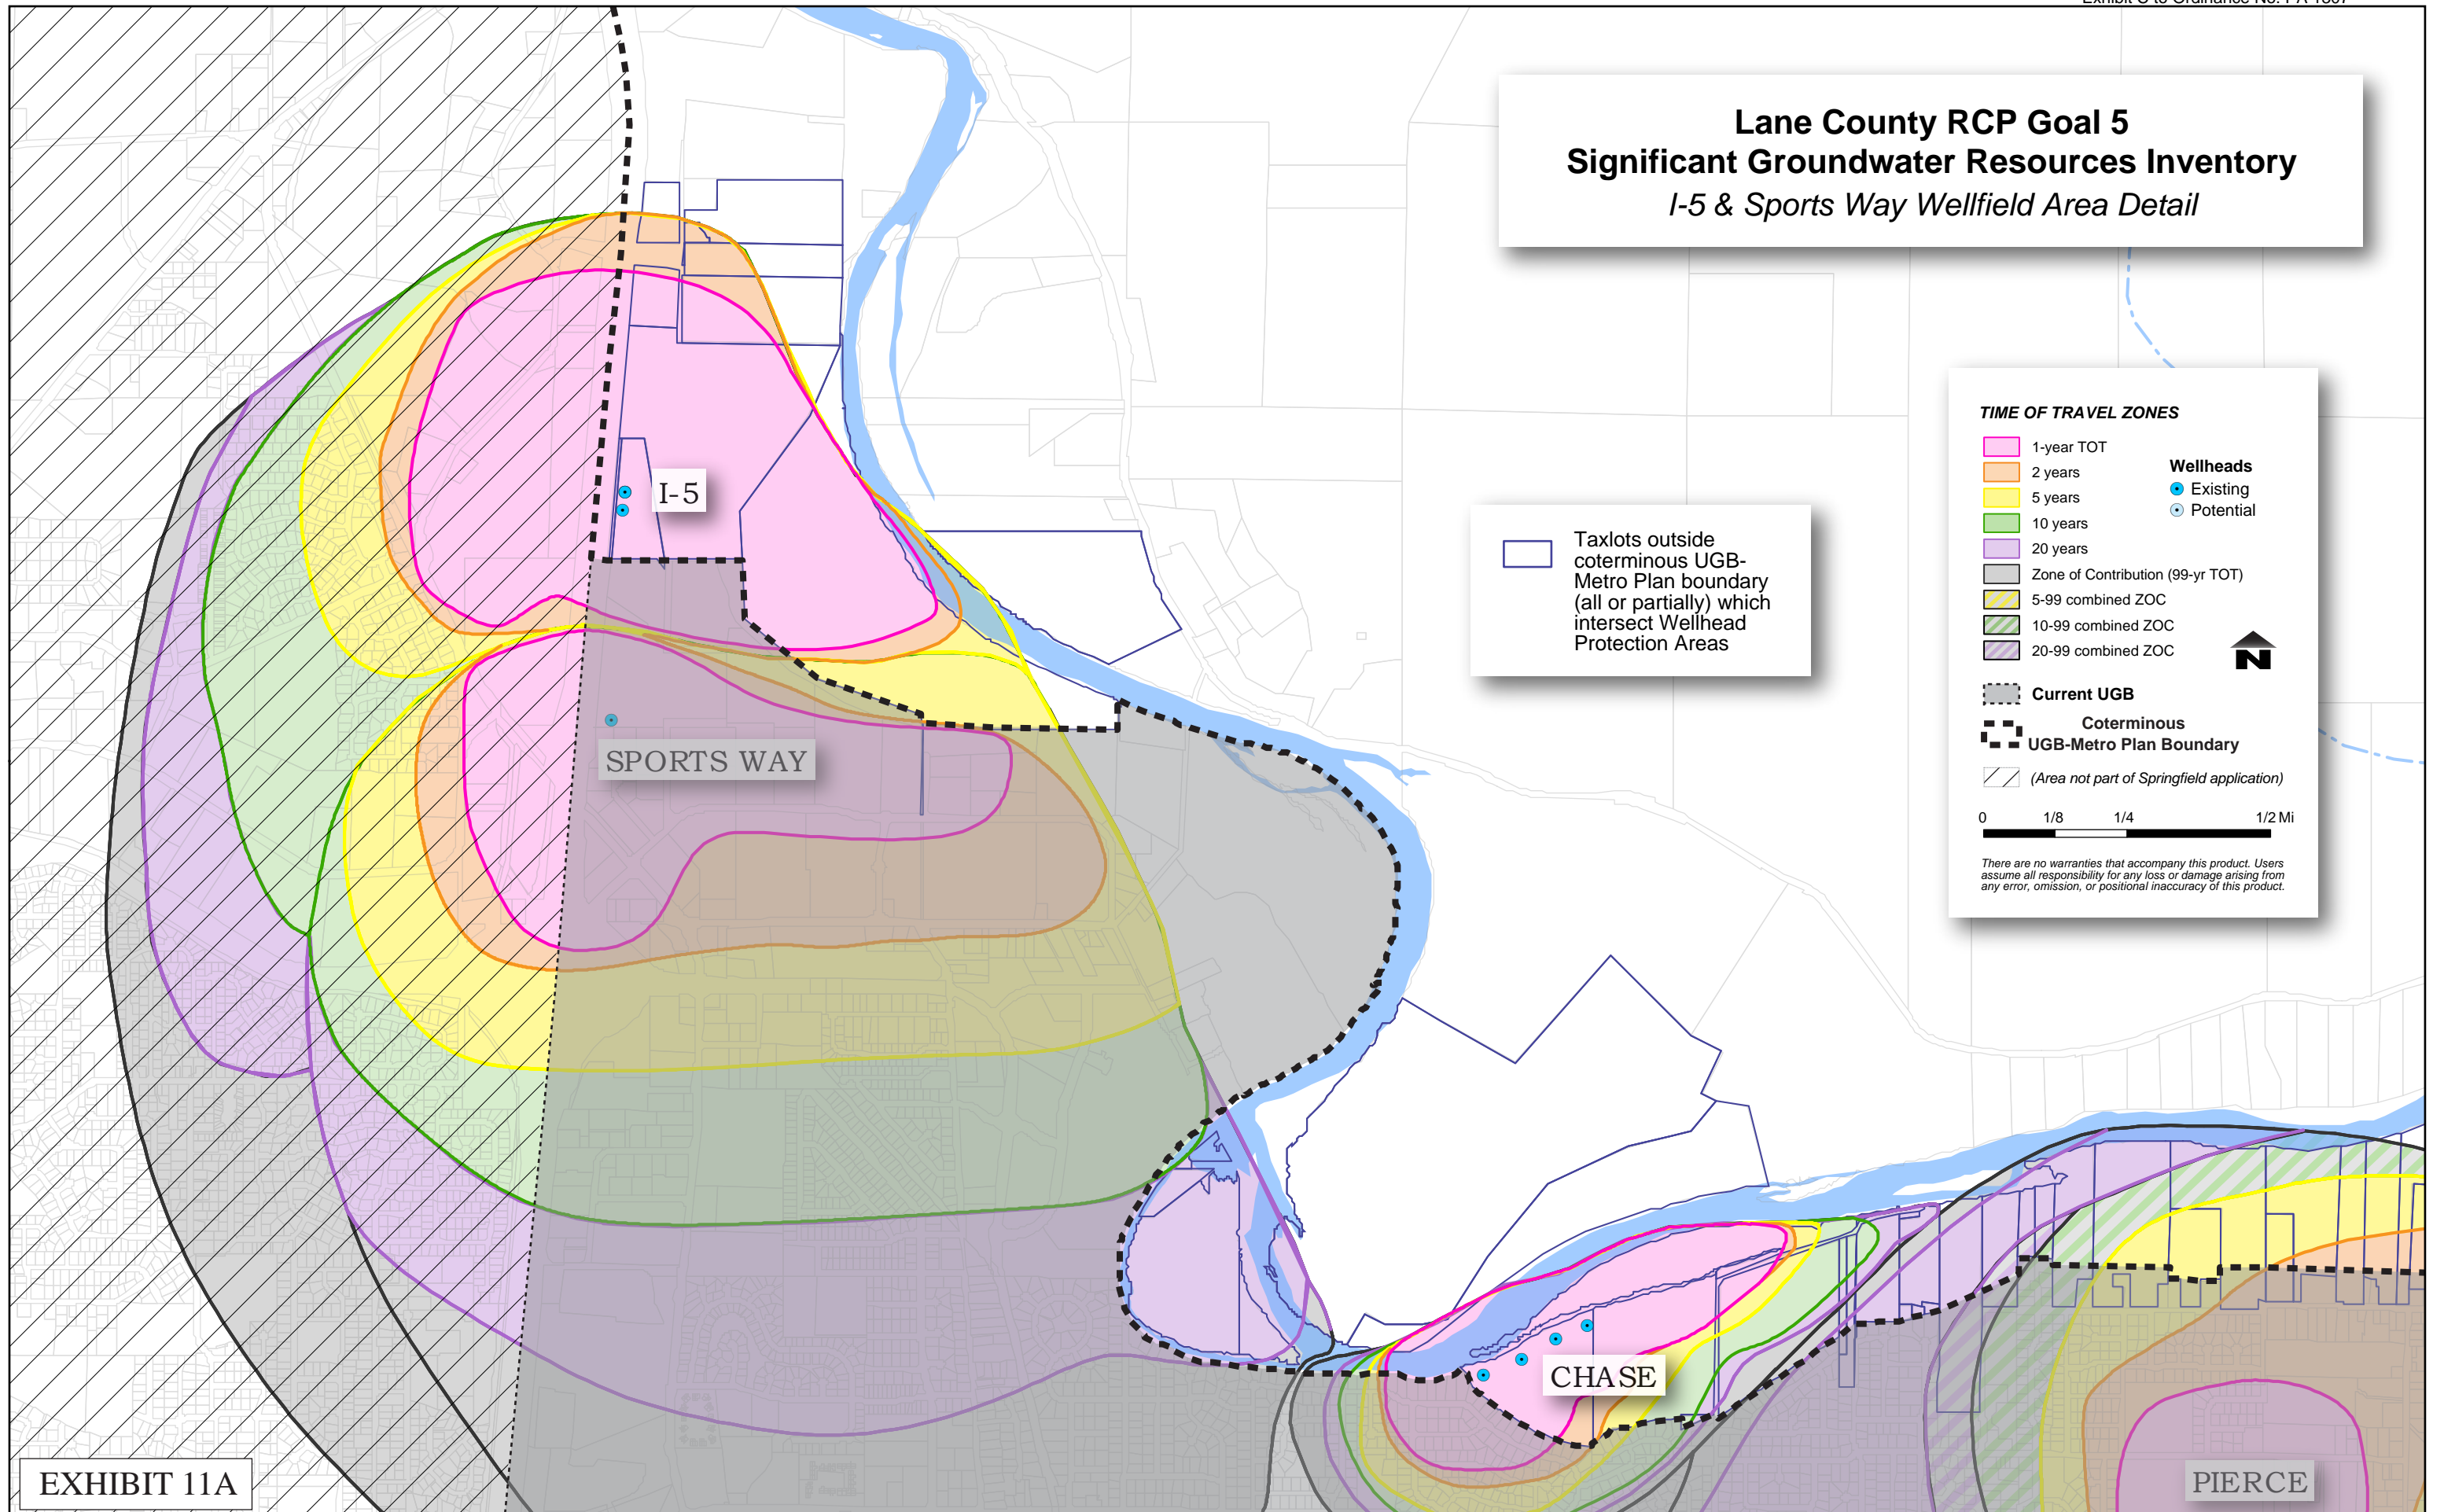 Lane County RCP Goal 5
Significant Groundwater Resources Inventory
I-5 & Sports Way Wellfield Area Detail
TIME OF TRAVEL ZONES
1-year TOT
2 years
5 years
10 years
20 years
Zone of Contribution (99-yr TOT)
5-99 combined ZOC
10-99 combined ZOC
20-99 combined ZOC
Wellheads
Existing
Potential
N
Current UGB
Coterminous
UGB-Metro Plan Boundary
(Area not part of Springfield application)
0 1/8 1/4 1/2 Mi
There are no warranties that accompany this product. Users
assume all responsibility for any loss or damage arising from
any error, omission, or positional inaccuracy of this product.
Taxlots outside
coterminous UGB-
Metro Plan boundary
(all or partially) which
intersect Wellhead
Protection Areas
I-5
SPORTS WAY
CHASE
PIERCE
EXHIBIT 11A